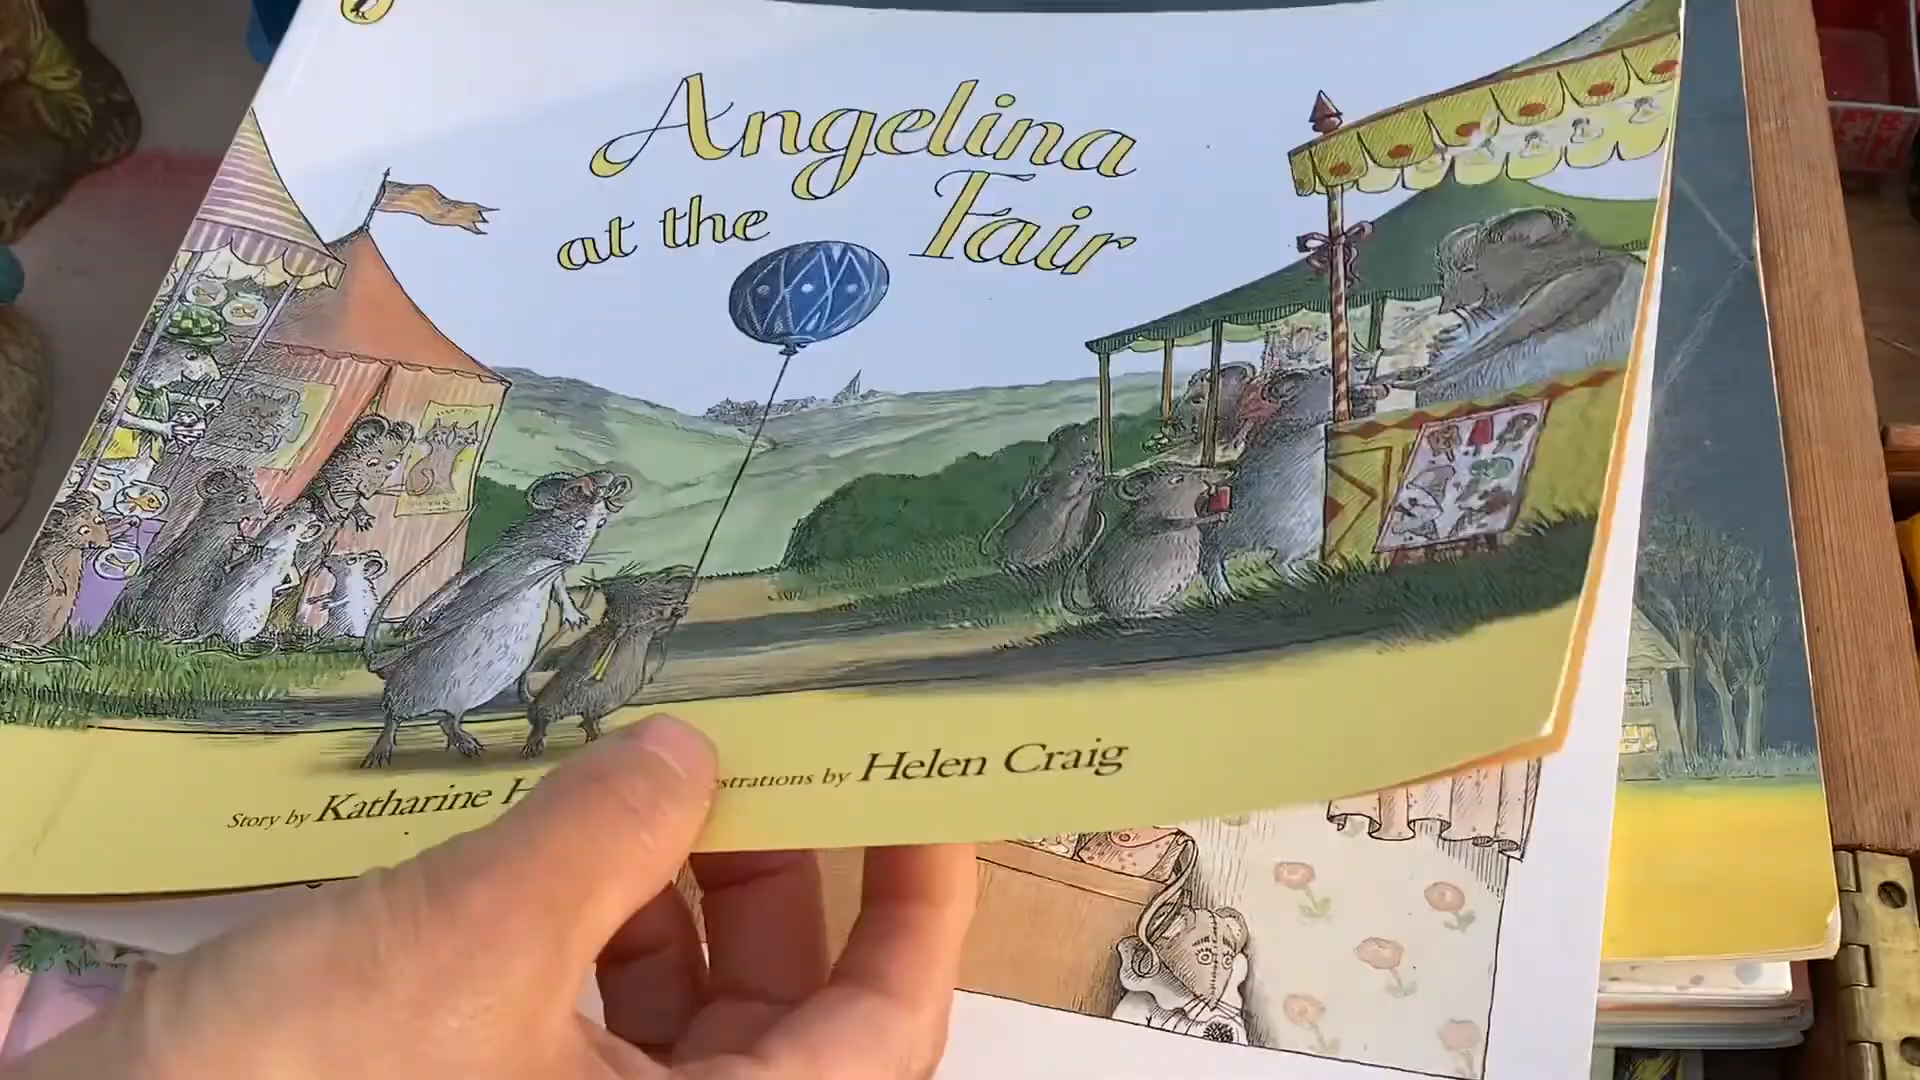 Angelina
at the Fair
Story by Katharine H
strations by Helen Craig